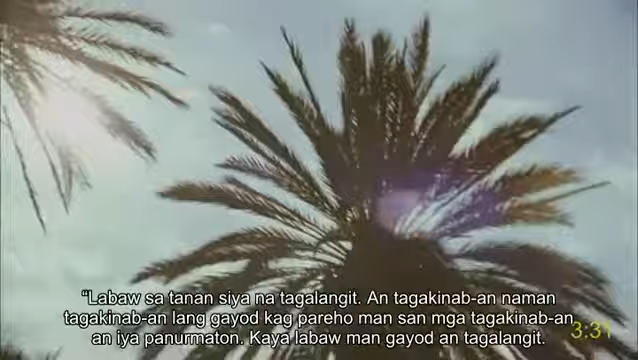 “Labaw sa tanan siya na tagalangit. An tagakinab-an naman
tagakinab-an lang gayod kag pareho man san mga tagakinab-an
an iya panurmaton. Kaya labaw man gayod an tagalangit.
3:31